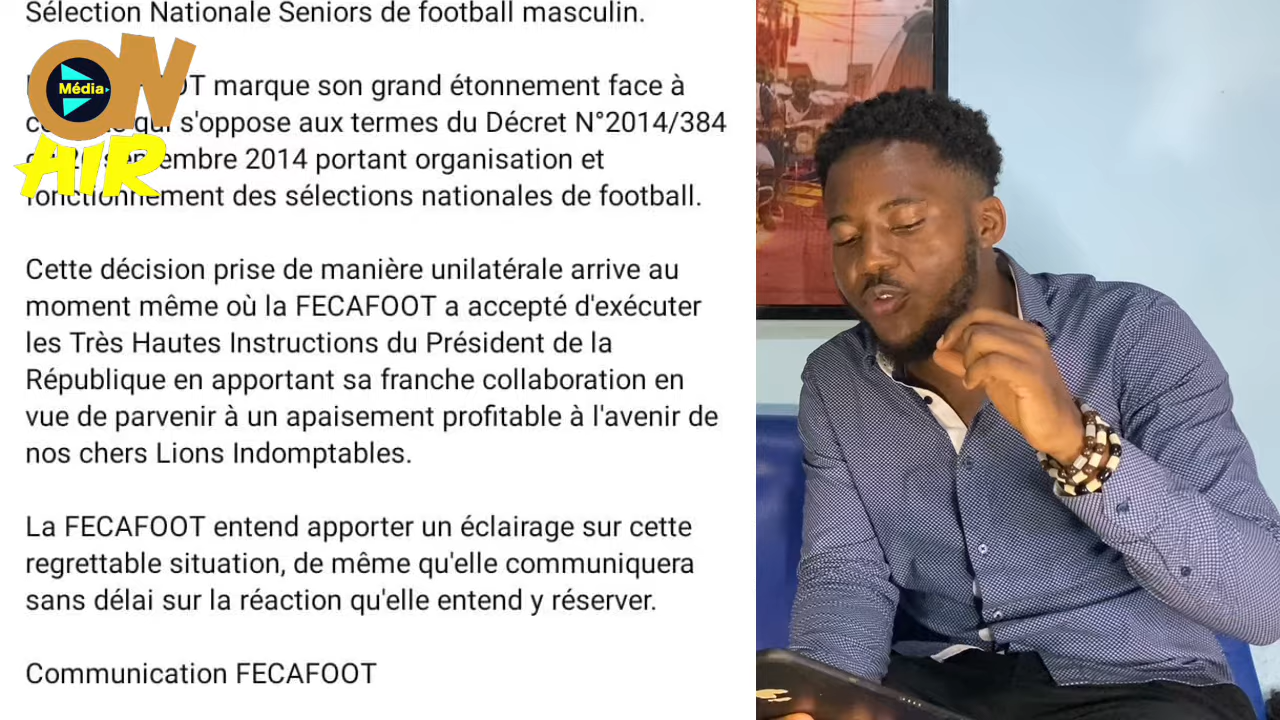 Sélection Nationale Seniors de football masculin.
marque son grand étonnement face à
qui s'oppose aux termes du Décret N°2014/384
2014 portant organisation et
fonctionnement des sélections nationales de football.
Cette décision prise de manière unilatérale arrive au
moment même où la FECAFOOT a accepté d'exécuter
les Très Hautes Instructions du Président de la
République en apportant sa franche collaboration en
vue de parvenir à un apaisement profitable à l'avenir de
nos chers Lions Indomptables.
La FECAFOOT entend apporter un éclairage sur cette
regrettable situation, de même qu'elle communiquera
sans délai sur la réaction qu'elle entend y réserver.
Communication FECAFOOT
ON
Média
AIR